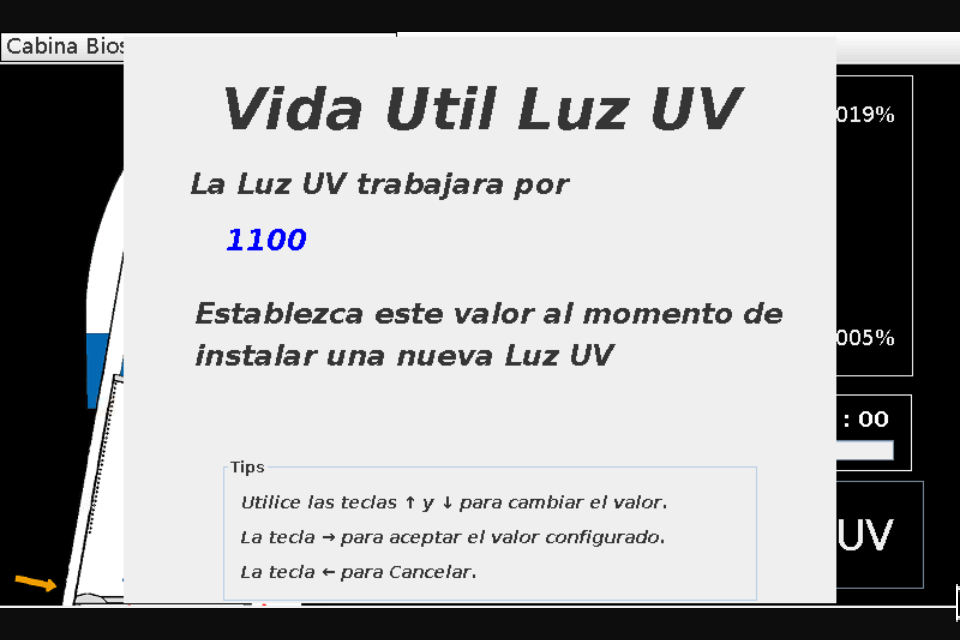 Cabina Bios
Vida Util Luz UV
019%
La Luz UV trabajara por
1100
Establezca este valor al momento de
instalar una nueva Luz UV
005%
: 00
Tips
Utilice las teclas ↑ y ↓ para cambiar el valor.
La tecla → para aceptar el valor configurado.
La tecla ← para Cancelar.
UV